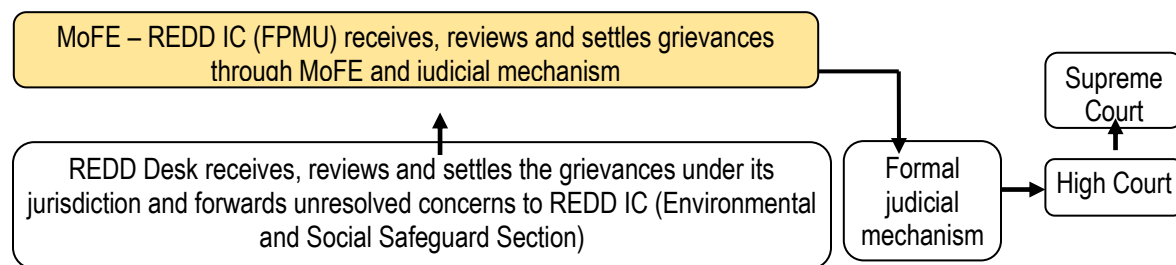 MoFE – REDD IC (FPMU) receives, reviews and settles grievances
through MoFE and judicial mechanism
Supreme
Court
REDD Desk receives, reviews and settles the grievances under its
jurisdiction and forwards unresolved concerns to REDD IC (Environmental
and Social Safeguard Section)
Formal
judicial
mechanism
High Court